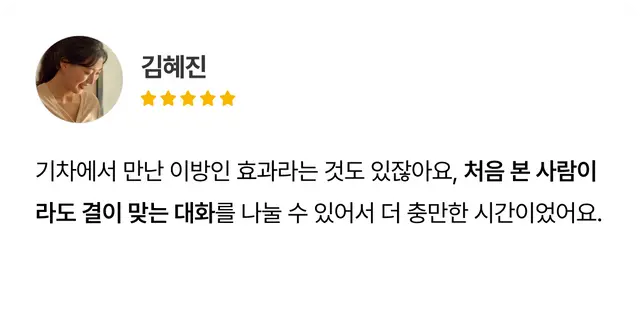 김혜진
기차에서 만난 이방인 효과라는 것도 있잖아요, 처음 본 사람이
라도 결이 맞는 대화를 나눌 수 있어서 더 충만한 시간이었어요.